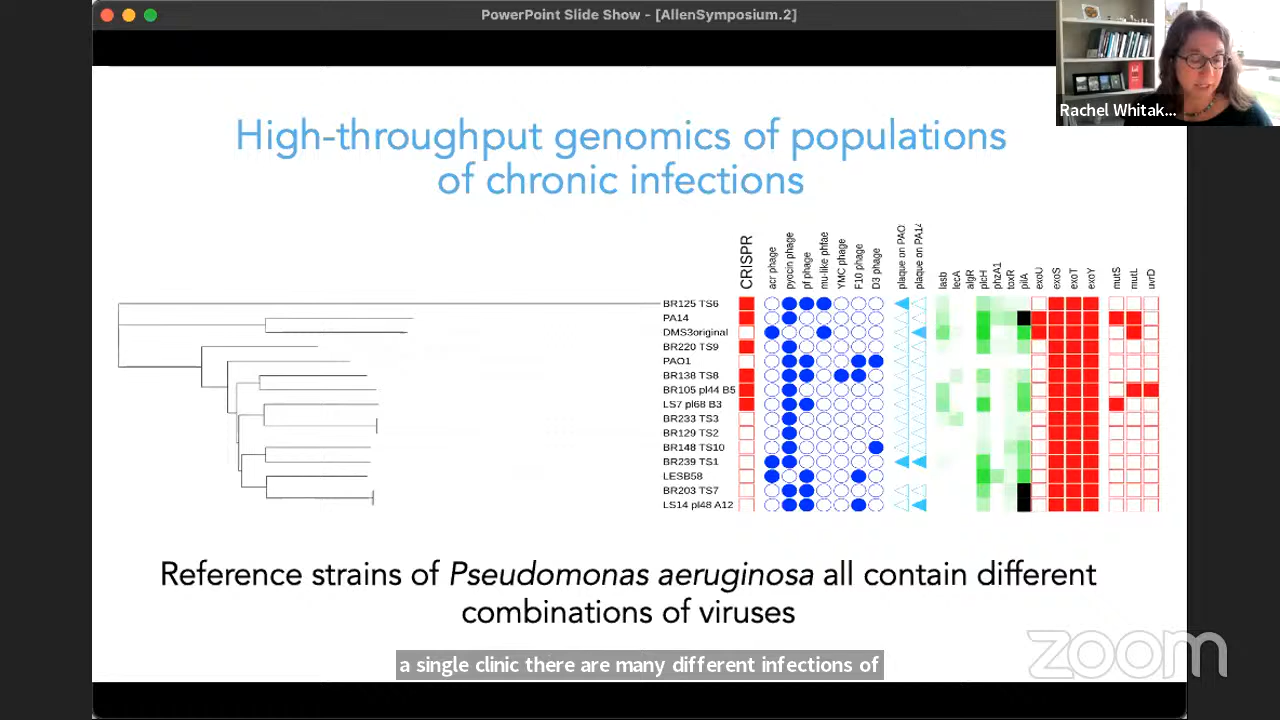 PowerPoint Slide Show - [AllenSymposium.2]
Rachel Whitak...
High-throughput genomics of populations
of chronic infections
CRISPR
acr phage
pyocin phage
pf phage
mu-like phfae
YMC phage
F10 phage
D3 phage
plaque on PAO
plaque on PA14
lasb
lecA
algR
plcH
phzA1
toxR
pilA
exoU
exoS
exoT
exoY
mutS
mutL
uvrD
BR125 TS6
PA14
DMS3original
BR220 TS9
PAO1
BR138 TS8
BR105 pl44 B5
LS7 pl68 B3
BR233 TS3
BR129 TS2
BR148 TS10
BR239 TS1
LESB58
BR203 TS7
LS14 pl48 A12
Reference strains of Pseudomonas aeruginosa all contain different
combinations of viruses
a single clinic there are many different infections of
zoom